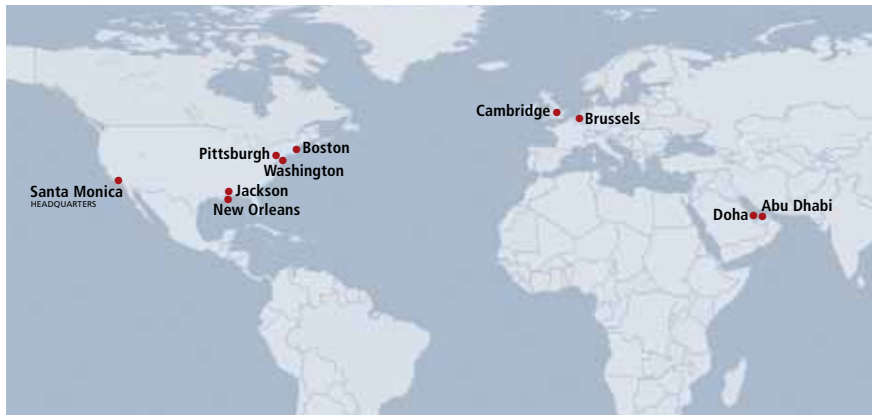 Cambridge
Brussels
Boston
Pittsburgh
Washington
Santa Monica
HEADQUARTERS
Jackson
New Orleans
Doha
Abu Dhabi